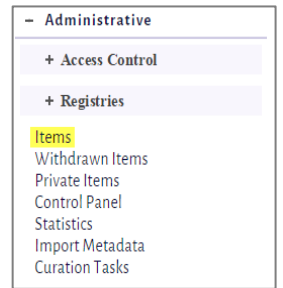 − Administrative
+ Access Control
+ Registries
Items
Withdrawn Items
Private Items
Control Panel
Statistics
Import Metadata
Curation Tasks